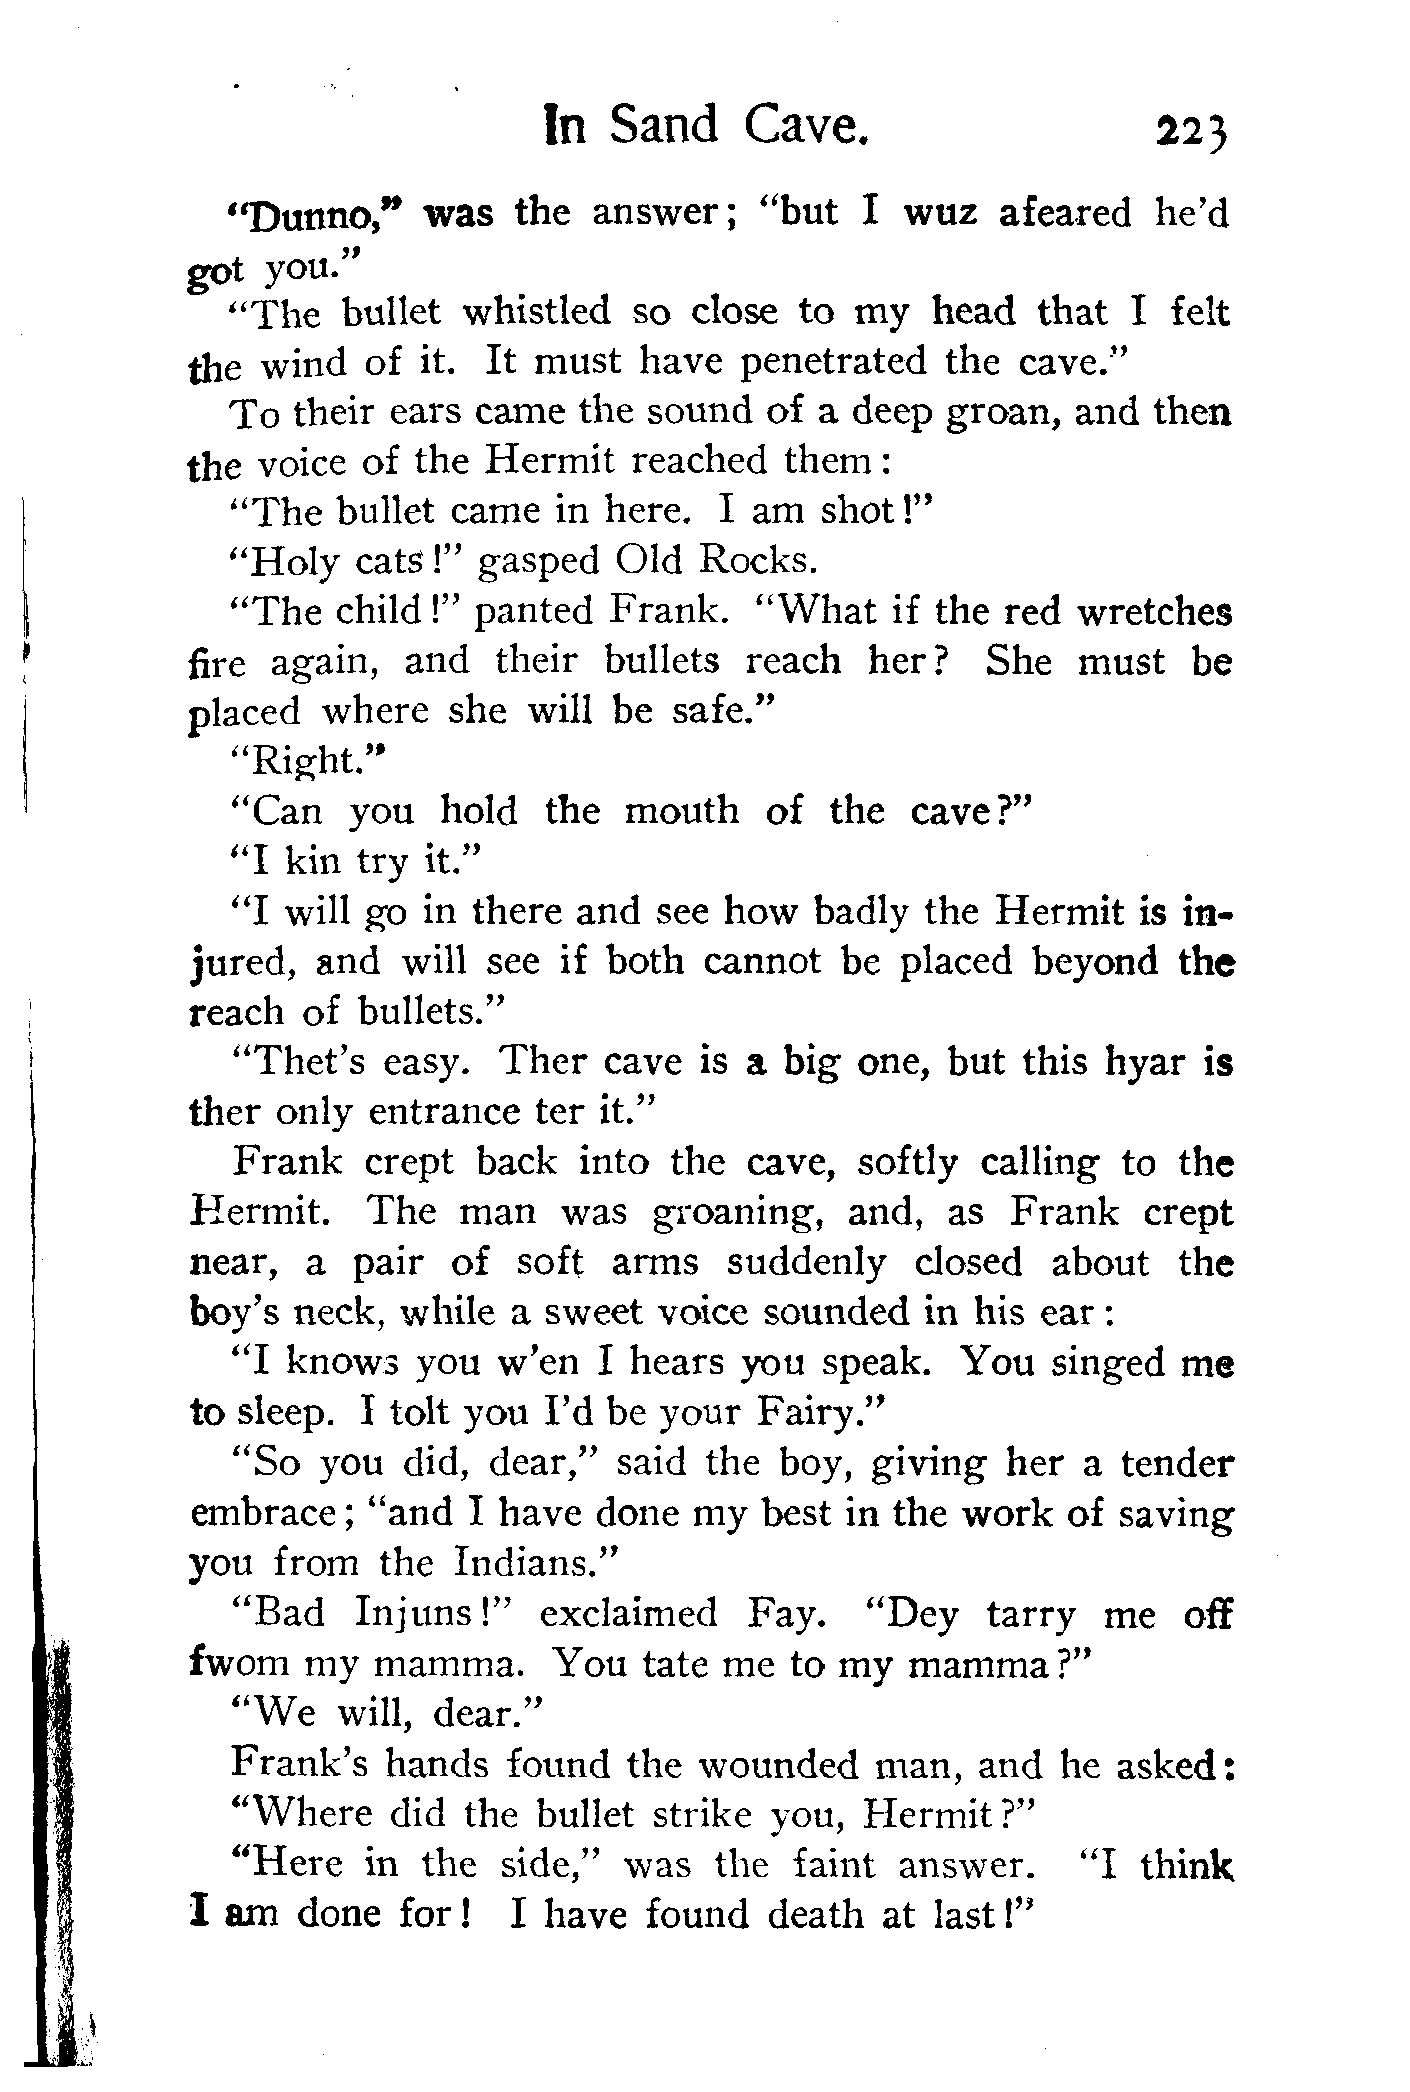 In Sand Cave. 223
"Dunno," was the answer; "but I wuz afeared he'd
got you."
"The bullet whistled so close to my head that I felt
the wind of it. It must have penetrated the cave."
To their ears came the sound of a deep groan, and then
the voice of the Hermit reached them:
"The bullet came in here. I am shot!"
"Holy cats!" gasped Old Rocks.
"The child!" panted Frank. "What if the red wretches
fire again, and their bullets reach her? She must be
placed where she will be safe."
"Right."
"Can you hold the mouth of the cave?"
"I kin try it."
"I will go in there and see how badly the Hermit is in-
jured, and will see if both cannot be placed beyond the
reach of bullets."
"Thet's easy. Ther cave is a big one, but this hyar is
ther only entrance ter it."
Frank crept back into the cave, softly calling to the
Hermit. The man was groaning, and, as Frank crept
near, a pair of soft arms suddenly closed about the
boy's neck, while a sweet voice sounded in his ear:
"I knows you w'en I hears you speak. You singed me
to sleep. I tolt you I'd be your Fairy."
"So you did, dear," said the boy, giving her a tender
embrace; "and I have done my best in the work of saving
you from the Indians."
"Bad Injuns!" exclaimed Fay. "Dey tarry me off
fwom my mamma. You tate me to my mamma?"
"We will, dear."
Frank's hands found the wounded man, and he asked:
"Where did the bullet strike you, Hermit?"
"Here in the side," was the faint answer. "I think
I am done for! I have found death at last!"